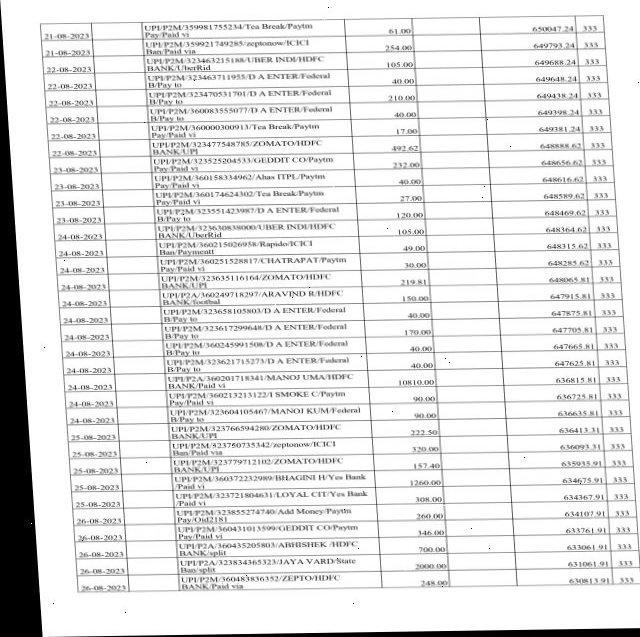 21-08-2023 UPI/P2M/359981755234/Tea Break/Paytm 61.00 650047.24 333
Pay/Paid vi
21-08-2023 UPI/P2M/359921749285/zeptonow/ICICI 254.00 649793.24 333
Ban/Paid via
22-08-2023 UPI/P2M/323463215188/UBER INDI/HDFC 105.00 649688.24 333
BANK/UberRid
22-08-2023 UPI/P2M/323463711955/D A ENTER/Federal 40.00 649648.24 333
B/Pay to
22-08-2023 UPI/P2M/323470531701/D A ENTER/Federal 210.00 649438.24 333
B/Pay to
22-08-2023 UPI/P2M/360083555077/D A ENTER/Federal 40.00 649398.24 333
B/Pay to
22-08-2023 UPI/P2M/360000300913/Tea Break/Paytm 17.00 649381.24 333
Pay/Paid vi
22-08-2023 UPI/P2M/323477548785/ZOMATO/HDFC 492.62 648888.62 333
BANK/UPI
23-08-2023 UPI/P2M/323525204533/GEDDIT CO/Paytm 232.00 648656.62 333
Pay/Paid vi
23-08-2023 UPI/P2M/360158334962/Abas ITPL/Paytm 40.00 648616.62 333
Pay/Paid vi
23-08-2023 UPI/P2M/360174624302/Tea Break/Paytm 27.00 648589.62 333
Pay/Paid vi
23-08-2023 UPI/P2M/323551423987/D A ENTER/Federal 120.00 648469.62 333
B/Pay to
24-08-2023 UPI/P2M/323630838000/UBER INDI/HDFC 105.00 648364.62 333
BANK/UberRid
24-08-2023 UPI/P2M/360215026938/Rapido/ICICI 49.00 648315.62 333
Ban/PaymentI
24-08-2023 UPI/P2M/360251528817/CHATRAPAT/Paytm 30.00 648285.62 333
Pay/Paid vi
24-08-2023 UPI/P2M/323635116164/ZOMATO/HDFC 219.81 648065.81 333
BANK/UPI
24-08-2023 UPI/P2A/360249718297/ARAVIND R/HDFC 150.00 647915.81 333
BANK/footbal
24-08-2023 UPI/P2M/323658105803/D A ENTER/Federal 40.00 647875.81 333
B/Pay to
24-08-2023 UPI/P2M/323617299648/D A ENTER/Federal 170.00 647705.81 333
B/Pay to
24-08-2023 UPI/P2M/360245991508/D A ENTER/Federal 40.00 647665.81 333
B/Pay to
24-08-2023 UPI/P2M/323621715273/D A ENTER/Federal 40.00 647625.81 333
B/Pay to
24-08-2023 UPI/P2A/360201718341/MANOJ UMA/HDFC 10810.00 636815.81 333
BANK/Paid vi
24-08-2023 UPI/P2M/360213213122/I SMOKE C/Paytm 90.00 636725.81 333
Pay/Paid vi
24-08-2023 UPI/P2M/323604105467/MANOJ KUM/Federal 90.00 636635.81 333
B/Pay to
25-08-2023 UPI/P2M/323766594280/ZOMATO/HDFC 222.50 636413.31 333
BANK/UPI
25-08-2023 UPI/P2M/323750735342/zeptonow/ICICI 320.00 636093.31 333
Ban/Paid via
25-08-2023 UPI/P2M/323779712102/ZOMATO/HDFC 157.40 635935.91 333
BANK/UPI
25-08-2023 UPI/P2M/360372232989/BHAGINI H/Yes Bank 1260.00 634675.91 333
/Paid vi
25-08-2023 UPI/P2M/323721804631/LOYAL CIT/Yes Bank 308.00 634367.91 333
/Paid vi
26-08-2023 UPI/P2M/323855274740/Add Money/Paytm 260.00 634107.91 333
Pay/Oid2181
26-08-2023 UPI/P2M/360431013599/GEDDIT CO/Paytm 346.00 633761.91 333
Pay/Paid vi
26-08-2023 UPI/P2A/360435205803/ABHISHEK /HDFC 700.00 633061.91 333
BANK/split
26-08-2023 UPI/P2A/323834365323/JAYA VARD/State 2000.00 631061.91 333
Ban/split
26-08-2023 UPI/P2M/360483836352/ZEPTO/HDFC 248.00 630813.91 333
BANK/Paid via